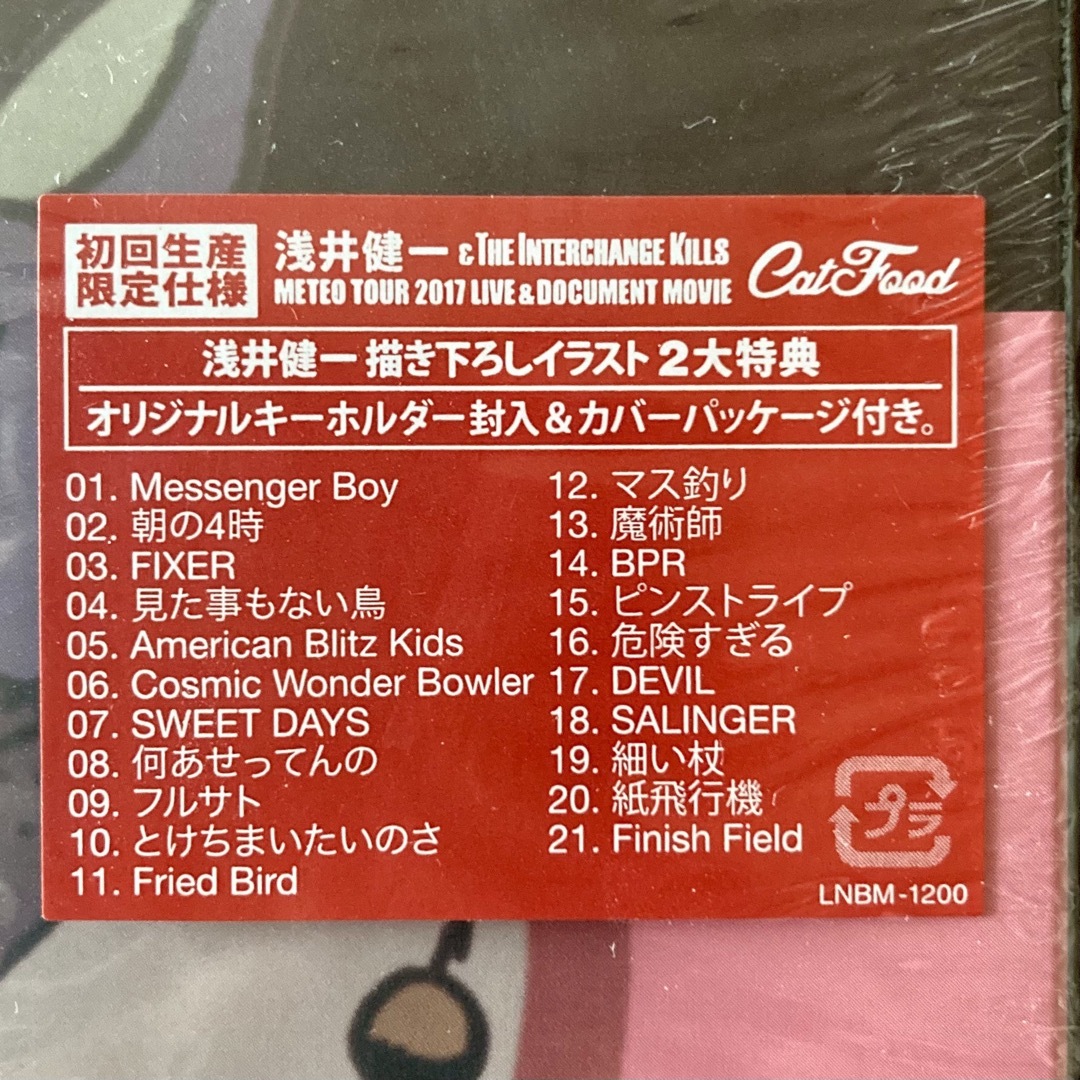 初回生産
限定仕様
浅井健一 & THE INTERCHANGE KILLS
METEO TOUR 2017 LIVE & DOCUMENT MOVIE
Cat Food
浅井健一 描き下ろしイラスト 2大特典
オリジナルキーホルダー封入&カバーパッケージ付き。
01. Messenger Boy
02. 朝の4時
03. FIXER
04. 見た事もない鳥
05. American Blitz Kids
06. Cosmic Wonder Bowler
07. SWEET DAYS
08. 何あせってんの
09. フルサト
10. とけちまいたいのさ
11. Fried Bird
12. マス釣り
13. 魔術師
14. BPR
15. ピンストライプ
16. 危険すぎる
17. DEVIL
18. SALINGER
19. 細い杖
20. 紙飛行機
21. Finish Field
プラ
LNBM-1200